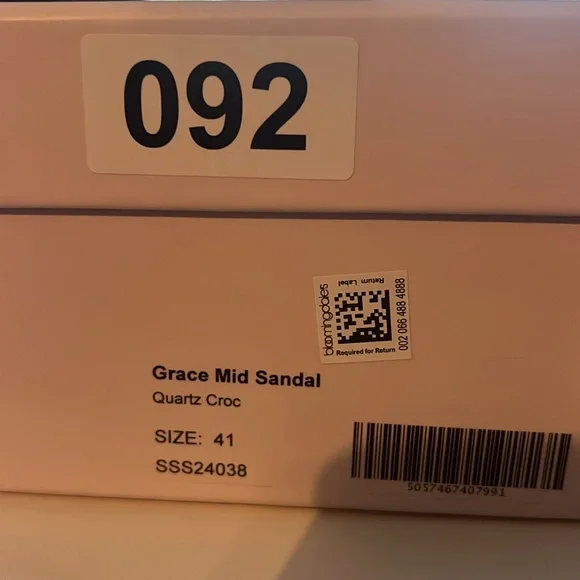 092
bloomingdales
Return Label
002 066 488 4888
Required for Return
Grace Mid Sandal
Quartz Croc
SIZE: 41
SSS24038
5057467407991